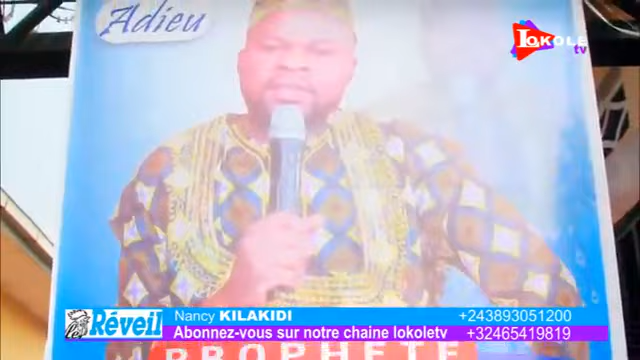 Adieu
LOKOLE
tv
Réveil
Nancy KILAKIDI
+243893051200
Abonnez-vous sur notre chaine lokoletv
+32465419819
PROPHETE